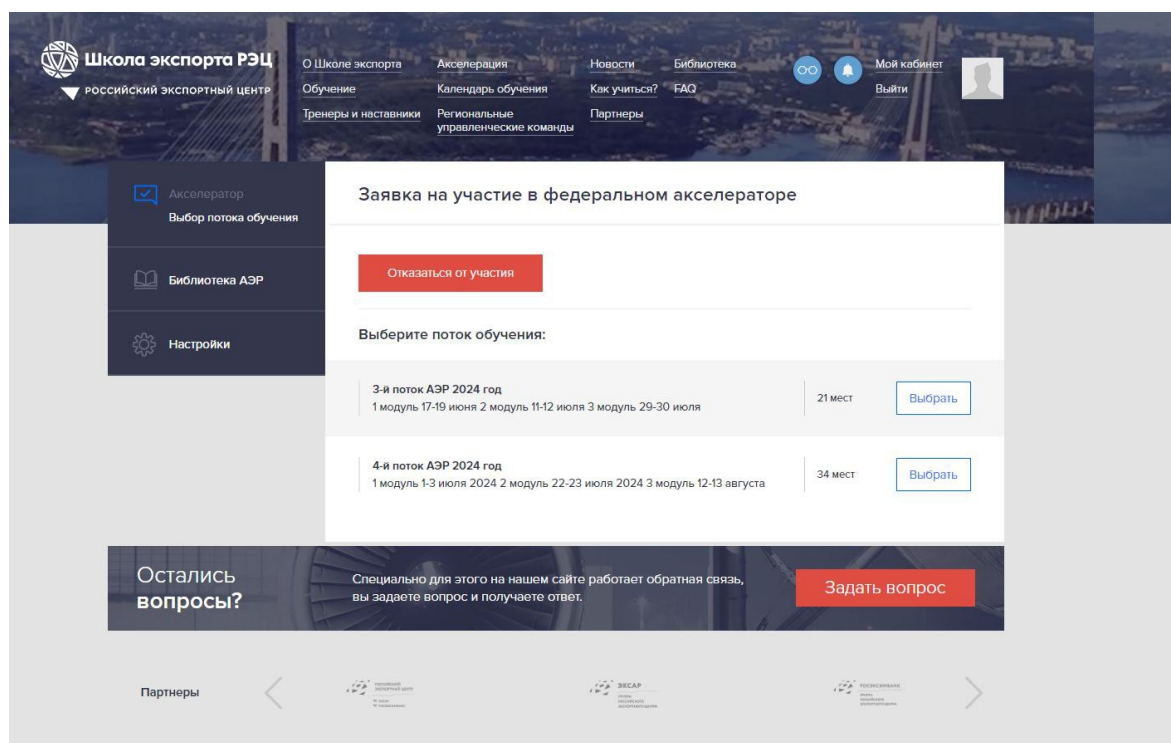 Школа экспорта РЭЦ
РОССИЙСКИЙ ЭКСПОРТНЫЙ ЦЕНТР
О Школе экспорта
Обучение
Тренеры и наставники
Акселерация
Календарь обучения
Региональные
управленческие команды
Новости
Как учиться?
Партнеры
Библиотека
FAQ
Мой кабинет
Выйти
Акселератор
Выбор потока обучения
Библиотека АЭР
Настройки
Заявка на участие в федеральном акселераторе
Отказаться от участия
Выберите поток обучения:
3-й поток АЭР 2024 год
1 модуль 17-19 июня 2 модуль 11-12 июля 3 модуль 29-30 июля
21 мест
Выбрать
4-й поток АЭР 2024 год
1 модуль 1-3 июля 2024 2 модуль 22-23 июля 2024 3 модуль 12-13 августа
34 мест
Выбрать
Остались
вопросы?
Специально для этого на нашем сайте работает обратная связь,
вы задаете вопрос и получаете ответ.
Задать вопрос
Партнеры
РОССИЙСКИЙ
ЭКСПОРТНЫЙ ЦЕНТР
ЭКСАР
РОСЭКСИМБАНК